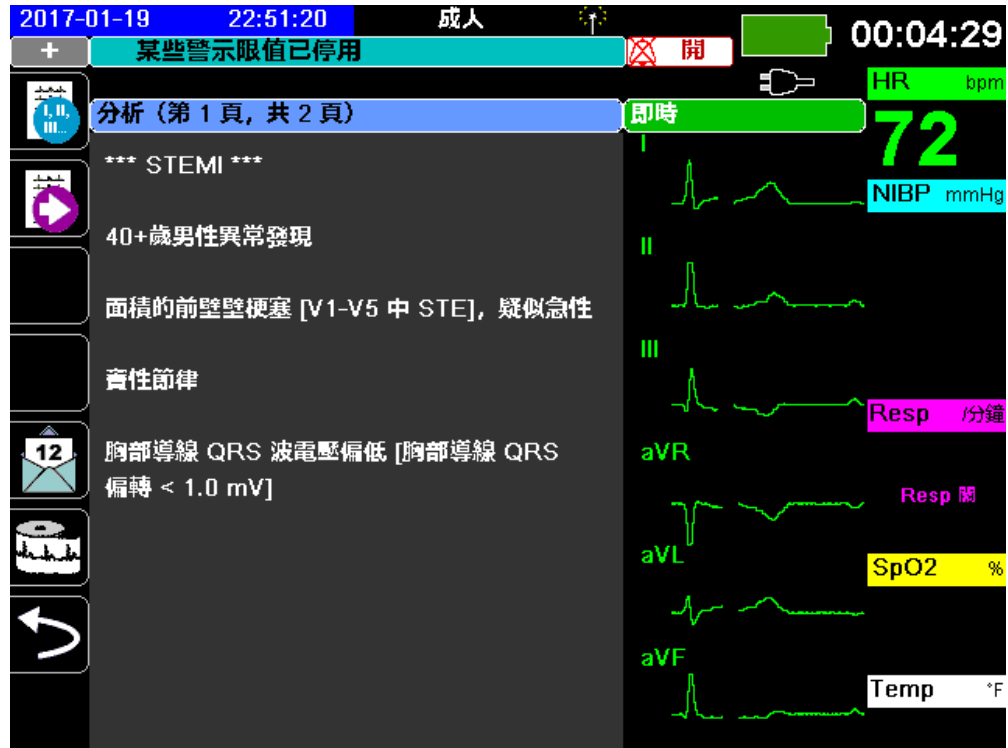 2017-01-19 22:51:20 成人
00:04:29
+ 某些警示限值已停用 開
I, II, III...
分析 (第 1 頁, 共 2 頁)
*** STEMI ***
40+歲男性異常發現
面積的前壁壁梗塞 [V1-V5 中 STE], 疑似急性
竇性節律
胸部導線 QRS 波電壓偏低 [胸部導線 QRS
偏轉 < 1.0 mV]
12
即時
I
II
III
aVR
aVL
aVF
HR bpm
72
NIBP mmHg
Resp /分鐘
Resp 關
SpO2 %
Temp °F